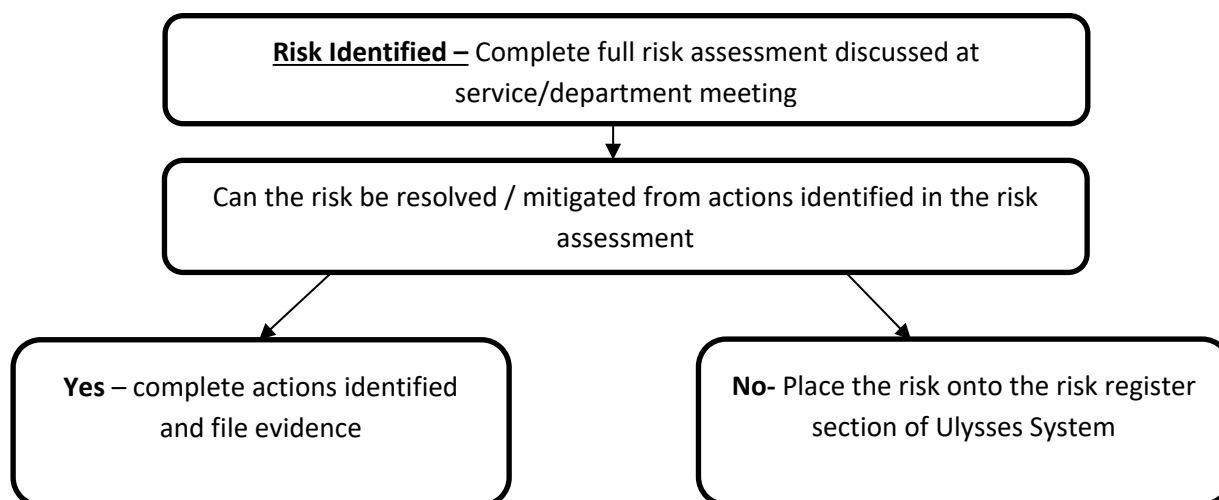 Risk Identified – Complete full risk assessment discussed at
service/department meeting
Can the risk be resolved / mitigated from actions identified in the risk
assessment
Yes – complete actions identified
and file evidence
No- Place the risk onto the risk register
section of Ulysses System